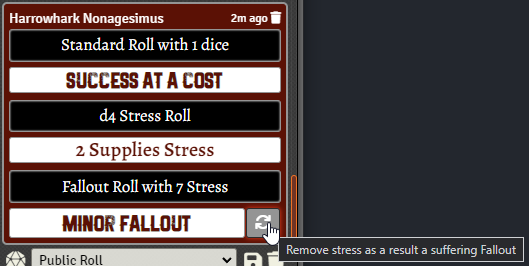 Harrowhark Nonagesimus 2m ago
Standard Roll with 1 dice
SUCCESS AT A COST
d4 Stress Roll
2 Supplies Stress
Fallout Roll with 7 Stress
MINOR FALLOUT
Remove stress as a result a suffering Fallout
Public Roll